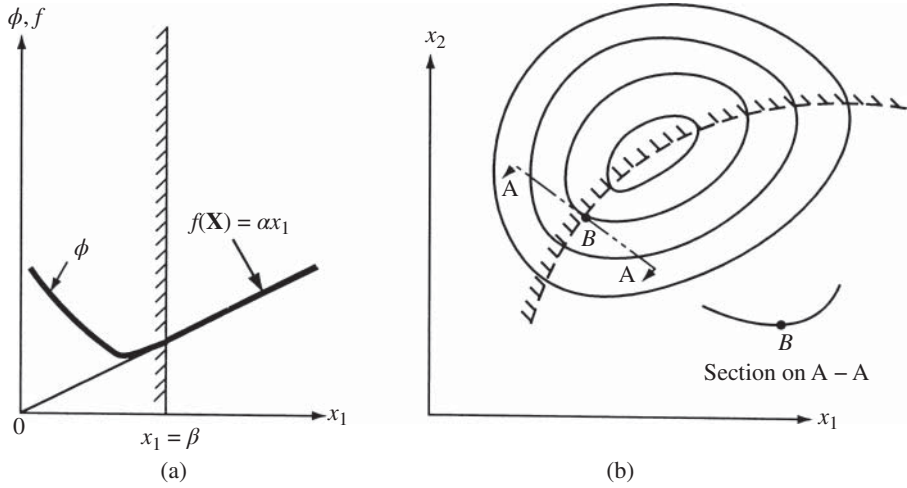 ϕ, f
f(X) = αx₁
ϕ
0
x₁
x₁ = β
(a)
x₂
A
B
A
B
Section on A – A
x₁
(b)